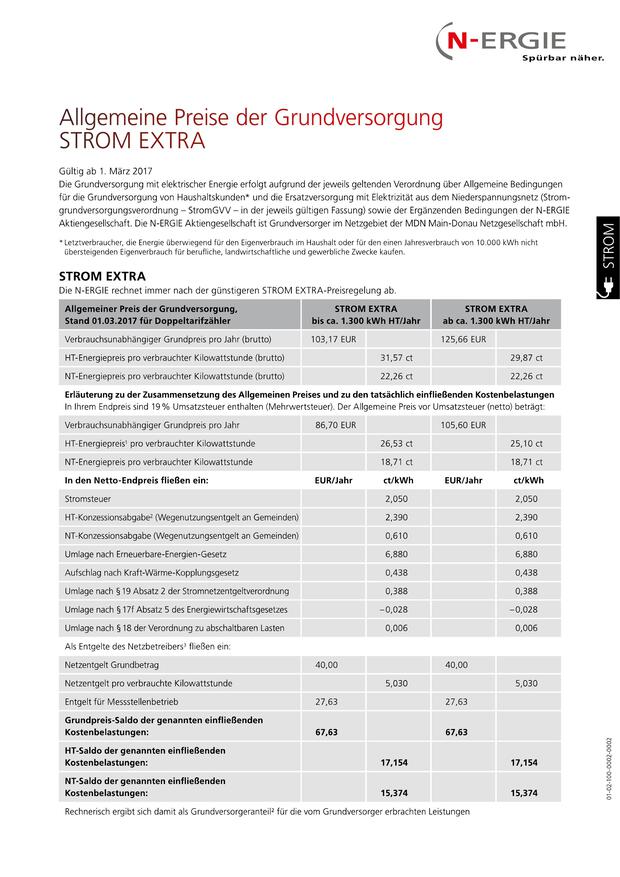 N-ERGIE
Spürbar näher.
Allgemeine Preise der Grundversorgung
STROM EXTRA
Gültig ab 1. März 2017
Die Grundversorgung mit elektrischer Energie erfolgt aufgrund der jeweils geltenden Verordnung über Allgemeine Bedingungen
für die Grundversorgung von Haushaltskunden* und die Ersatzversorgung mit Elektrizität aus dem Niederspannungsnetz (Strom-
grundversorgungsverordnung – StromGVV – in der jeweils gültigen Fassung) sowie der Ergänzenden Bedingungen der N-ERGIE
Aktiengesellschaft. Die N-ERGIE Aktiengesellschaft ist Grundversorger im Netzgebiet der MDN Main-Donau Netzgesellschaft mbH.
* Letztverbraucher, die Energie überwiegend für den Eigenverbrauch im Haushalt oder für den einen Jahresverbrauch von 10.000 kWh nicht
übersteigenden Eigenverbrauch für berufliche, landwirtschaftliche und gewerbliche Zwecke kaufen.
STROM
STROM EXTRA
Die N-ERGIE rechnet immer nach der günstigeren STROM EXTRA-Preisregelung ab.
Allgemeiner Preis der Grundversorgung, STROM EXTRA STROM EXTRA
Stand 01.03.2017 für Doppeltarifzähler bis ca. 1.300 kWh HT/Jahr ab ca. 1.300 kWh HT/Jahr
Verbrauchsunabhängiger Grundpreis pro Jahr (brutto) 103,17 EUR 125,66 EUR
HT-Energiepreis pro verbrauchter Kilowattstunde (brutto) 31,57 ct 29,87 ct
NT-Energiepreis pro verbrauchter Kilowattstunde (brutto) 22,26 ct 22,26 ct
Erläuterung zu der Zusammensetzung des Allgemeinen Preises und zu den tatsächlich einfließenden Kostenbelastungen
In Ihrem Endpreis sind 19 % Umsatzsteuer enthalten (Mehrwertsteuer). Der Allgemeine Preis vor Umsatzsteuer (netto) beträgt:
Verbrauchsunabhängiger Grundpreis pro Jahr 86,70 EUR 105,60 EUR
HT-Energiepreis¹ pro verbrauchter Kilowattstunde 26,53 ct 25,10 ct
NT-Energiepreis pro verbrauchter Kilowattstunde 18,71 ct 18,71 ct
In den Netto-Endpreis fließen ein: EUR/Jahr ct/kWh EUR/Jahr ct/kWh
Stromsteuer 2,050 2,050
HT-Konzessionsabgabe² (Wegenutzungsentgelt an Gemeinden) 2,390 2,390
NT-Konzessionsabgabe (Wegenutzungsentgelt an Gemeinden) 0,610 0,610
Umlage nach Erneuerbare-Energien-Gesetz 6,880 6,880
Aufschlag nach Kraft-Wärme-Kopplungsgesetz 0,438 0,438
Umlage nach § 19 Absatz 2 der Stromnetzentgeltverordnung 0,388 0,388
Umlage nach § 17f Absatz 5 des Energiewirtschaftsgesetzes –0,028 –0,028
Umlage nach § 18 der Verordnung zu abschaltbaren Lasten 0,006 0,006
Als Entgelte des Netzbetreibers³ fließen ein:
Netzentgelt Grundbetrag 40,00 40,00
Netzentgelt pro verbrauchte Kilowattstunde 5,030 5,030
Entgelt für Messstellenbetrieb 27,63 27,63
Grundpreis-Saldo der genannten einfließenden
Kostenbelastungen: 67,63 67,63
HT-Saldo der genannten einfließenden
Kostenbelastungen: 17,154 17,154
NT-Saldo der genannten einfließenden
Kostenbelastungen: 15,374 15,374
Rechnerisch ergibt sich damit als Grundversorgeranteil² für die vom Grundversorger erbrachten Leistungen
01-02-100-0002-0002